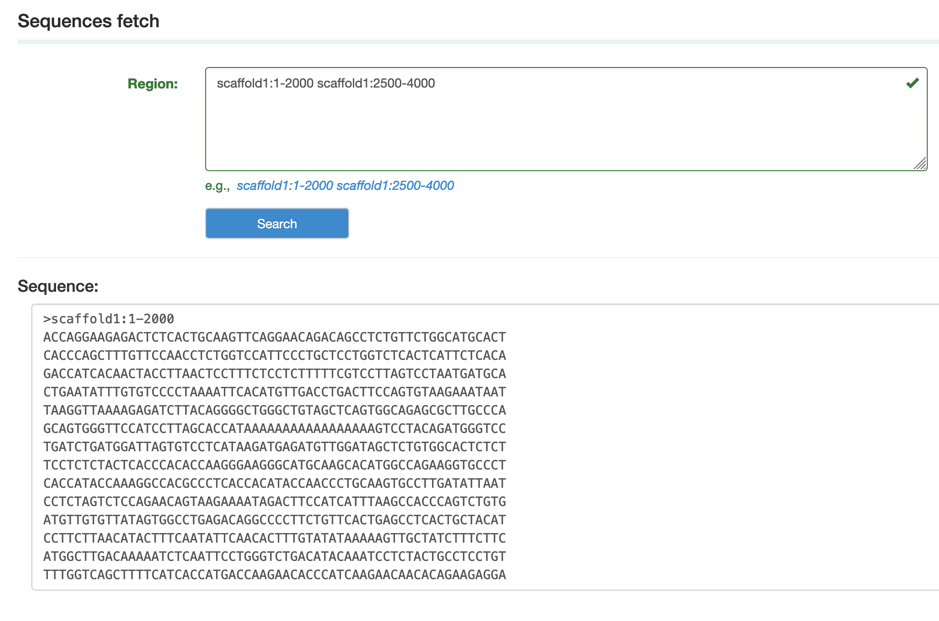 Sequences fetch
Region:
scaffold1:1-2000 scaffold1:2500-4000
e.g., scaffold1:1-2000 scaffold1:2500-4000
Search
Sequence:
>scaffold1:1-2000
ACCAGGAAGAGACTCTCACTGCAAGTTCAGGAACAGACAGCCTCTGTTCTGGCATGCACT
CACCCAGCTTTGTTCCAACCTCTGGTCCATTCCCTGCTCCTGGTCTCACTCATTCTCACA
GACCATCACAACTACCTTAACTCCTTTCTCCTCTTTTTCGTCCTTAGTCCTAATGATGCA
CTGAATATTTGTGTCCCCTAAAATTCACATGTTGACCTGACTTCCAGTGTAAGAAATAAT
TAAGGTTAAAAGAGATCTTACAGGGGCTGGGCTGTAGCTCAGTGGCAGAGCGCTTGCCCA
GCAGTGGGTTCCATCCTTAGCACCATAAAAAAAAAAAAAAAAAGTCCTACAGATGGGTCC
TGATCTGATGGATTAGTGTCCTCATAAGATGAGATGTTGGATAGCTCTGTGGCACTCTCT
TCCTCTCTACTCACCCACACCAAGGGAAGGGCATGCAAGCACATGGCCAGAAGGTGCCCT
CACCATACCAAAGGCCACGCCCTCACCACATACCAACCCTGCAAGTGCCTTGATATTAAT
CCTCTAGTCTCCAGAACAGTAAGAAAATAGACTTCCATCATTTAAGCCACCCAGTCTGTG
ATGTTGTGTTATAGTGGCCTGAGACAGGCCCCTTCTGTTCACTGAGCCTCACTGCTACAT
CCTTCTTAACATACTTTCAATATTCAACACTTTGTATATAAAAAGTTGCTATCTTTCTTC
ATGGCTTGACAAAAATCTCAATTCCTGGGTCTGACATACAAATCCTCTACTGCCTCCTGT
TTTGGTCAGCTTTTCATCACCATGACCAAGAACACCCATCAAGAACAACACAGAAGAGGA